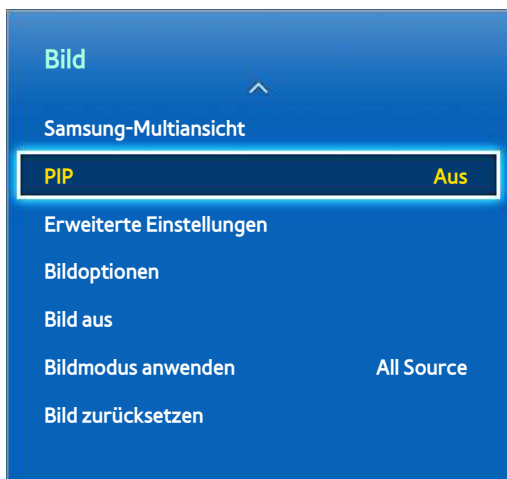 Bild
Samsung-Multiansicht
PIP Aus
Erweiterte Einstellungen
Bildoptionen
Bild aus
Bildmodus anwenden All Source
Bild zurücksetzen